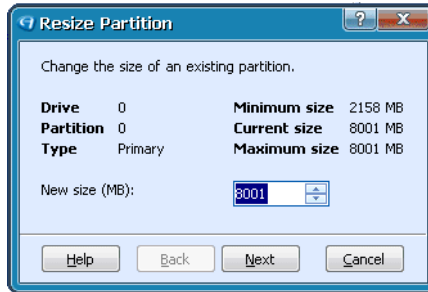 Resize Partition
? X
Change the size of an existing partition.
Drive 0 Minimum size 2158 MB
Partition 0 Current size 8001 MB
Type Primary Maximum size 8001 MB
New size (MB): 8001
Help Back Next Cancel